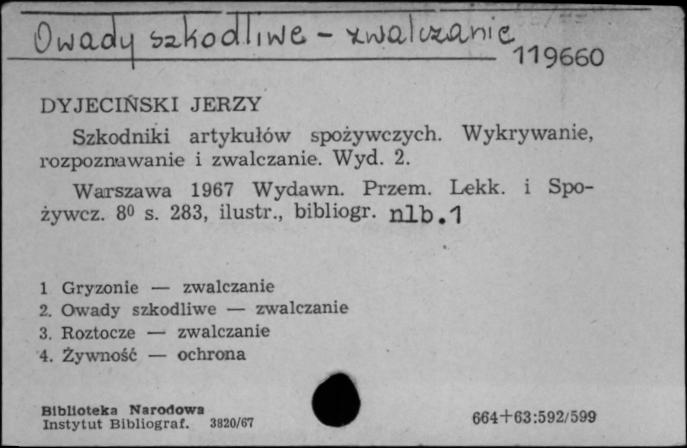 Owady szkodliwe - zwalczanie
119660
DYJECIŃSKI JERZY
Szkodniki artykułów spożywczych. Wykrywanie,
rozpoznawanie i zwalczanie. Wyd. 2.
Warszawa 1967 Wydawn. Przem. Lekk. i Spo-
żywcz. 8⁰ s. 283, ilustr., bibliogr. nlb.1
1 Gryzonie — zwalczanie
2. Owady szkodliwe — zwalczanie
3. Roztocze — zwalczanie
4. Żywność — ochrona
Biblioteka Narodowa
Instytut Bibliograf. 3820/67
664+63:592/599